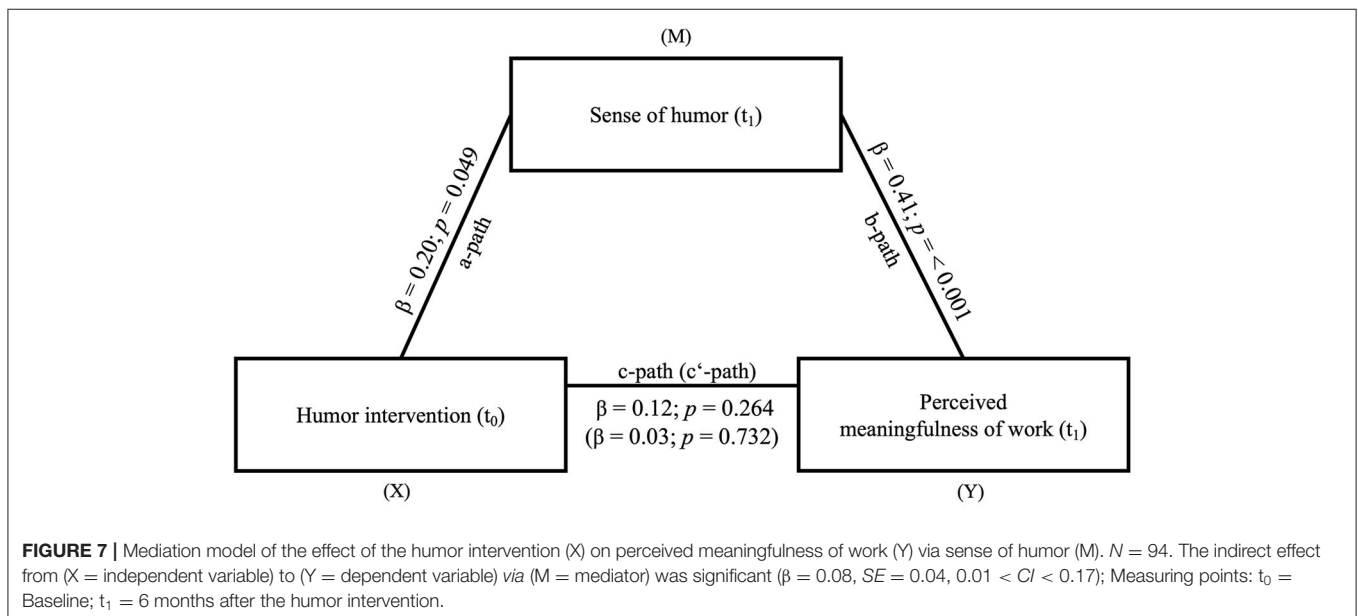 (M)
Sense of humor (t₁)
β = 0.20; p = 0.049
a-path
β = 0.41; p = < 0.001
b-path
c-path (c‘-path)
β = 0.12; p = 0.264
(β = 0.03; p = 0.732)
Humor intervention (t₀)
Perceived
meaningfulness of work (t₁)
(X)
(Y)
FIGURE 7 | Mediation model of the effect of the humor intervention (X) on perceived meaningfulness of work (Y) via sense of humor (M). N = 94. The indirect effect
from (X = independent variable) to (Y = dependent variable) via (M = mediator) was significant (β = 0.08, SE = 0.04, 0.01 < CI < 0.17); Measuring points: t₀ =
Baseline; t₁ = 6 months after the humor intervention.